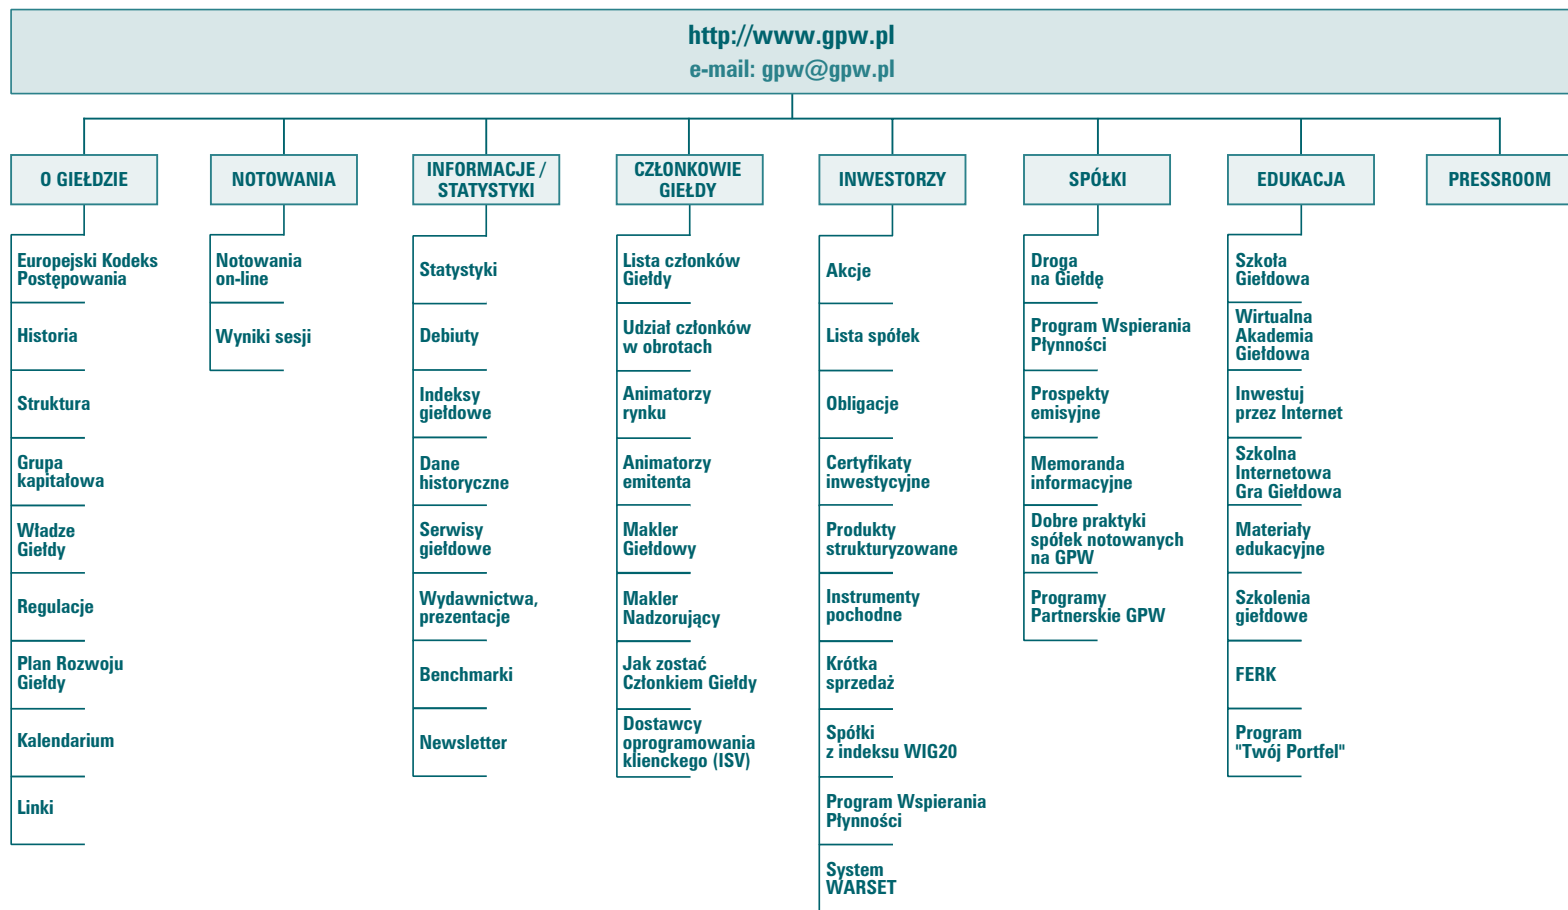 http://www.gpw.pl
e-mail: gpw@gpw.pl
O GIEŁDZIE
Europejski Kodeks
Postępowania
Historia
Struktura
Grupa
kapitałowa
Władze
Giełdy
Regulacje
Plan Rozwoju
Giełdy
Kalendarium
Linki
NOTOWANIA
Notowania
on-line
Wyniki sesji
INFORMACJE /
STATYSTYKI
Statystyki
Debiuty
Indeksy
giełdowe
Dane
historyczne
Serwisy
giełdowe
Wydawnictwa,
prezentacje
Benchmarki
Newsletter
CZŁONKOWIE
GIEŁDY
Lista członków
Giełdy
Udział członków
w obrotach
Animatorzy
rynku
Animatorzy
emitenta
Makler
Giełdowy
Makler
Nadzorujący
Jak zostać
Członkiem Giełdy
Dostawcy
oprogramowania
klienckego (ISV)
INWESTORZY
Akcje
Lista spółek
Obligacje
Certyfikaty
inwestycyjne
Produkty
strukturyzowane
Instrumenty
pochodne
Krótka
sprzedaż
Spółki
z indeksu WIG20
Program Wspierania
Płynności
System
WARSET
SPÓŁKI
Droga
na Giełdę
Program Wspierania
Płynności
Prospekty
emisyjne
Memoranda
informacyjne
Dobre praktyki
spółek notowanych
na GPW
Programy
Partnerskie GPW
EDUKACJA
Szkoła
Giełdowa
Wirtualna
Akademia
Giełdowa
Inwestuj
przez Internet
Szkolna
Internetowa
Gra Giełdowa
Materiały
edukacyjne
Szkolenia
giełdowe
FERK
Program
"Twój Portfel"
PRESSROOM